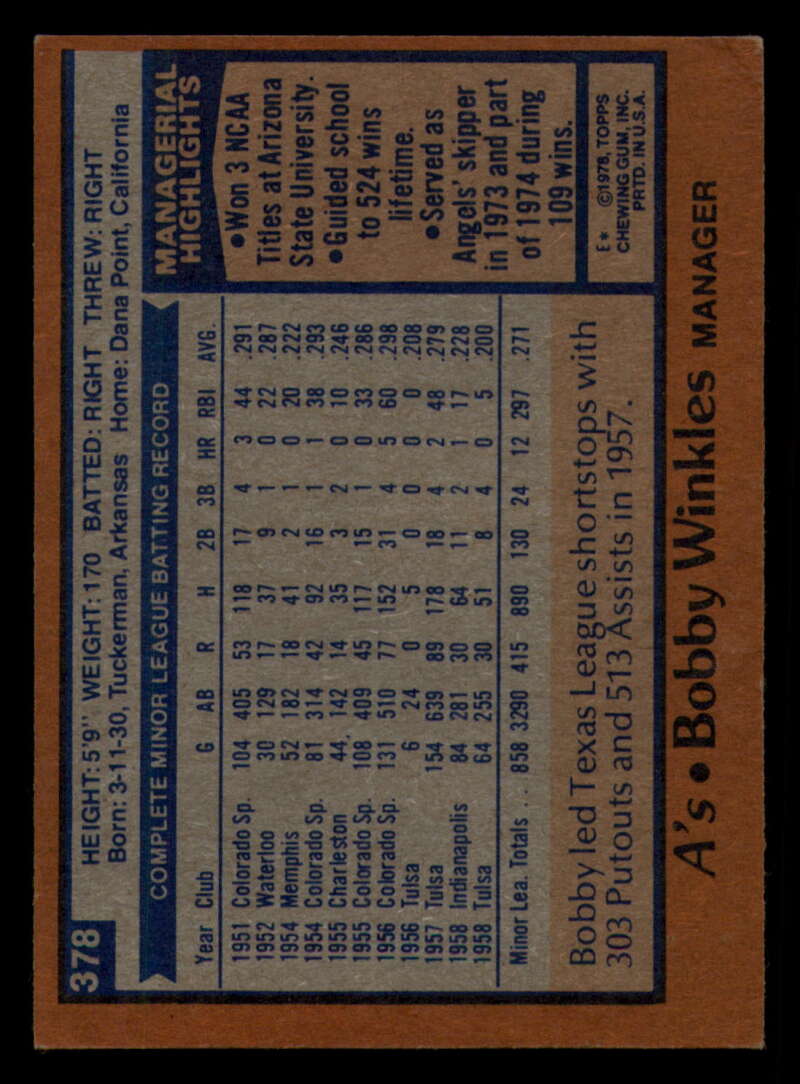 378
HEIGHT: 5'9" WEIGHT: 170 BATTED: RIGHT THREW: RIGHT
Born: 3-11-30, Tuckerman, Arkansas Home: Dana Point, California
COMPLETE MINOR LEAGUE BATTING RECORD
Year Club G AB R H 2B 3B HR RBI AVG.
1951 Colorado Sp. 104 405 53 118 17 4 3 44 .291
1952 Waterloo 30 129 17 37 9 1 0 22 .287
1954 Memphis 52 182 18 41 2 1 0 20 .222
1954 Colorado Sp. 81 314 42 92 16 1 1 38 .293
1955 Charleston 44 142 14 35 3 2 0 10 .246
1955 Colorado Sp. 108 409 45 117 15 1 0 33 .286
1956 Colorado Sp. 131 510 77 152 31 4 5 60 .298
1956 Tulsa 6 24 0 5 0 0 0 0 .208
1957 Tulsa 154 639 89 178 18 4 2 48 .279
1958 Indianapolis 84 281 30 64 11 2 1 17 .228
1958 Tulsa 64 255 30 51 8 4 0 5 .200
Minor Lea. Totals . . 858 3290 415 890 130 24 12 297 .271
MANAGERIAL
HIGHLIGHTS
•Won 3 NCAA
Titles at Arizona
State University.
•Guided school
to 524 wins
lifetime.
•Served as
Angels' skipper
in 1973 and part
of 1974 during
109 wins.
E* ©1978, TOPPS
CHEWING GUM, INC.
PRTD. IN U.S.A.
Bobby led Texas League shortstops with
303 Putouts and 513 Assists in 1957.
A's • Bobby Winkles MANAGER